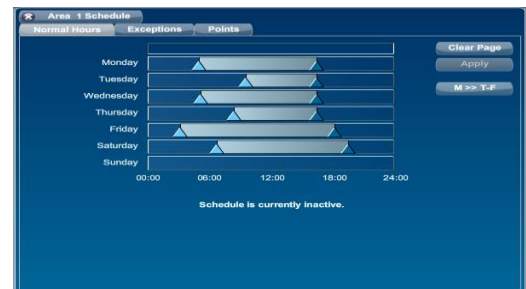 Area 1 Schedule
Normal Hours Exceptions Points
Clear Page
Monday
Apply
Tuesday
M >> T-F
Wednesday
Thursday
Friday
Saturday
Sunday
00:00 06:00 12:00 18:00 24:00
Schedule is currently inactive.